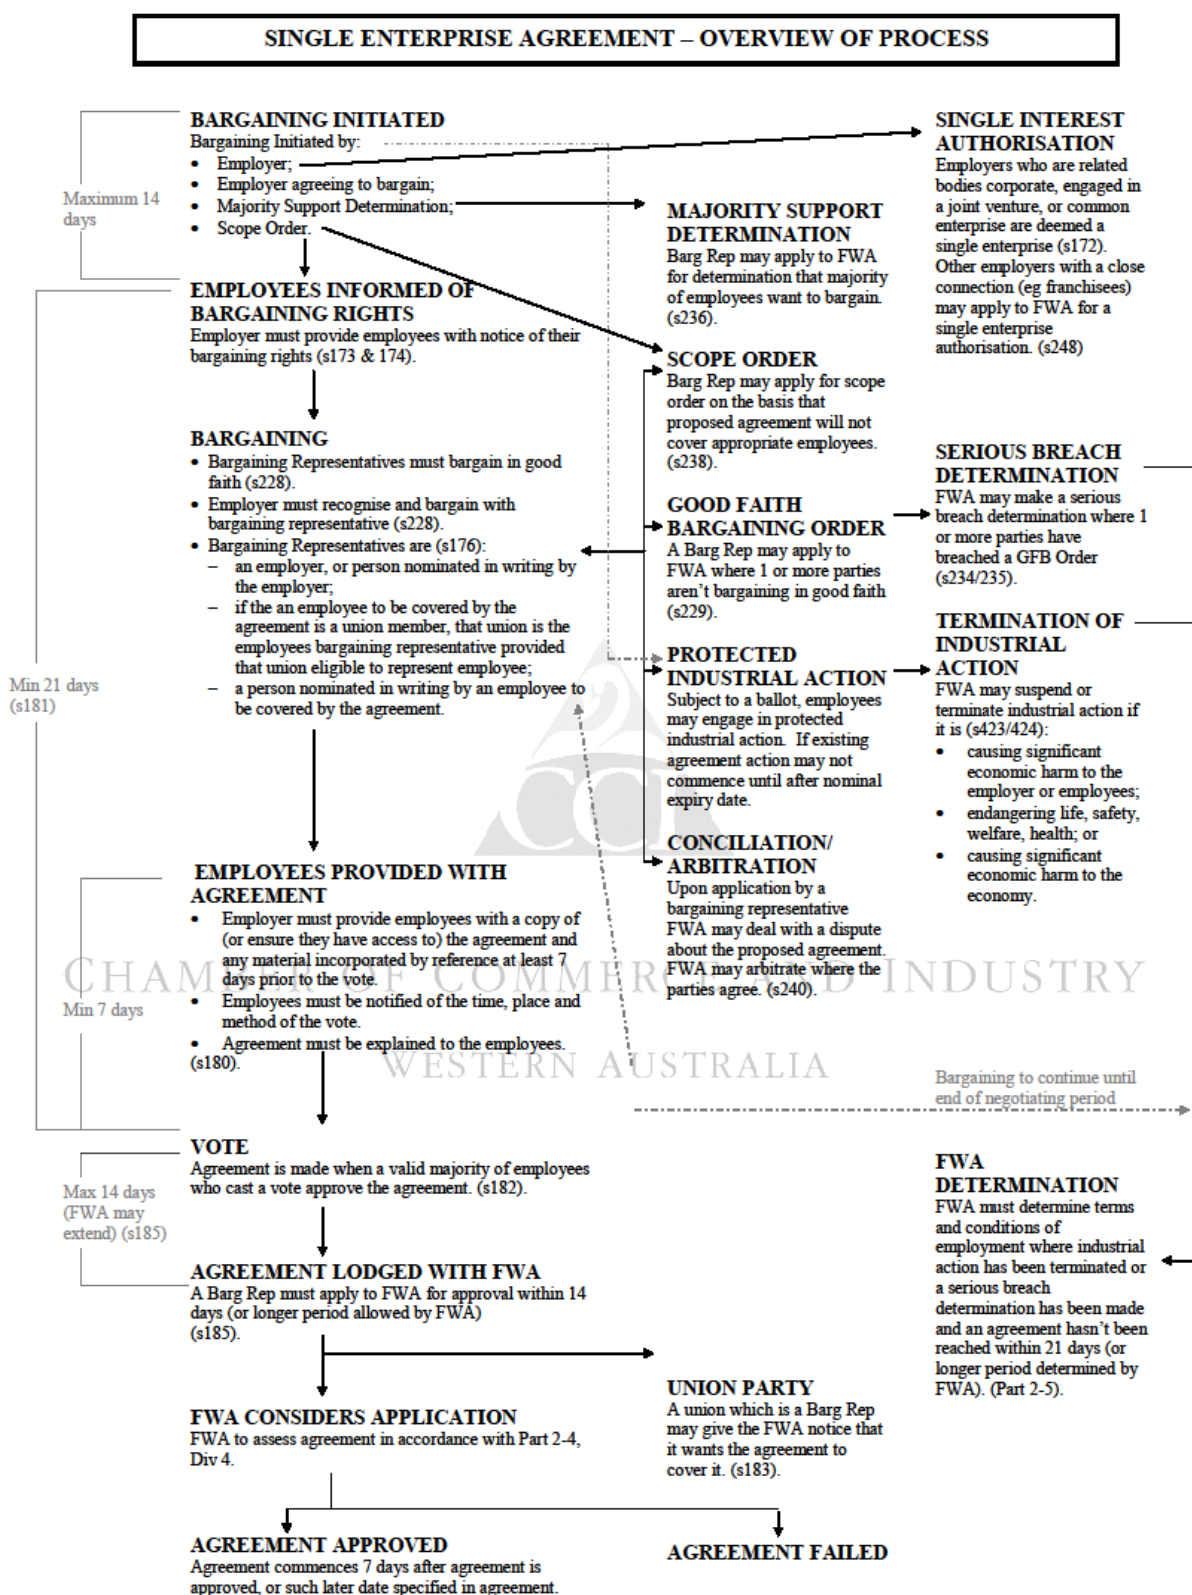 SINGLE ENTERPRISE AGREEMENT – OVERVIEW OF PROCESS
BARGAINING INITIATED
Bargaining Initiated by:
• Employer;
• Employer agreeing to bargain;
• Majority Support Determination;
• Scope Order.
Maximum 14
days
EMPLOYEES INFORMED OF
BARGAINING RIGHTS
Employer must provide employees with notice of their
bargaining rights (s173 & 174).
BARGAINING
• Bargaining Representatives must bargain in good
faith (s228).
• Employer must recognise and bargain with
bargaining representative (s228).
• Bargaining Representatives are (s176):
– an employer, or person nominated in writing by
the employer;
– if the an employee to be covered by the
agreement is a union member, that union is the
employees bargaining representative provided
that union eligible to represent employee;
– a person nominated in writing by an employee to
be covered by the agreement.
Min 21 days
(s181)
EMPLOYEES PROVIDED WITH
AGREEMENT
• Employer must provide employees with a copy of
(or ensure they have access to) the agreement and
any material incorporated by reference at least 7
days prior to the vote.
• Employees must be notified of the time, place and
method of the vote.
• Agreement must be explained to the employees.
(s180).
Min 7 days
VOTE
Agreement is made when a valid majority of employees
who cast a vote approve the agreement. (s182).
Max 14 days
(FWA may
extend) (s185)
AGREEMENT LODGED WITH FWA
A Barg Rep must apply to FWA for approval within 14
days (or longer period allowed by FWA)
(s185).
FWA CONSIDERS APPLICATION
FWA to assess agreement in accordance with Part 2-4,
Div 4.
AGREEMENT APPROVED
Agreement commences 7 days after agreement is
approved, or such later date specified in agreement.
MAJORITY SUPPORT
DETERMINATION
Barg Rep may apply to FWA
for determination that majority
of employees want to bargain.
(s236).
SCOPE ORDER
Barg Rep may apply for scope
order on the basis that
proposed agreement will not
cover appropriate employees.
(s238).
GOOD FAITH
BARGAINING ORDER
A Barg Rep may apply to
FWA where 1 or more parties
aren't bargaining in good faith
(s229).
PROTECTED
INDUSTRIAL ACTION
Subject to a ballot, employees
may engage in protected
industrial action. If existing
agreement action may not
commence until after nominal
expiry date.
CONCILIATION/
ARBITRATION
Upon application by a
bargaining representative
FWA may deal with a dispute
about the proposed agreement.
FWA may arbitrate where the
parties agree. (s240).
UNION PARTY
A union which is a Barg Rep
may give the FWA notice that
it wants the agreement to
cover it. (s183).
AGREEMENT FAILED
SINGLE INTEREST
AUTHORISATION
Employers who are related
bodies corporate, engaged in
a joint venture, or common
enterprise are deemed a
single enterprise (s172).
Other employers with a close
connection (eg franchisees)
may apply to FWA for a
single enterprise
authorisation. (s248)
SERIOUS BREACH
DETERMINATION
FWA may make a serious
breach determination where 1
or more parties have
breached a GFB Order
(s234/235).
TERMINATION OF
INDUSTRIAL
ACTION
FWA may suspend or
terminate industrial action if
it is (s423/424):
• causing significant
economic harm to the
employer or employees;
• endangering life, safety,
welfare, health; or
• causing significant
economic harm to the
economy.
Bargaining to continue until
end of negotiating period
FWA
DETERMINATION
FWA must determine terms
and conditions of
employment where industrial
action has been terminated or
a serious breach
determination has been made
and an agreement hasn't been
reached within 21 days (or
longer period determined by
FWA). (Part 2-5).
CCI
CHAMBER OF COMMERCE AND INDUSTRY
WESTERN AUSTRALIA